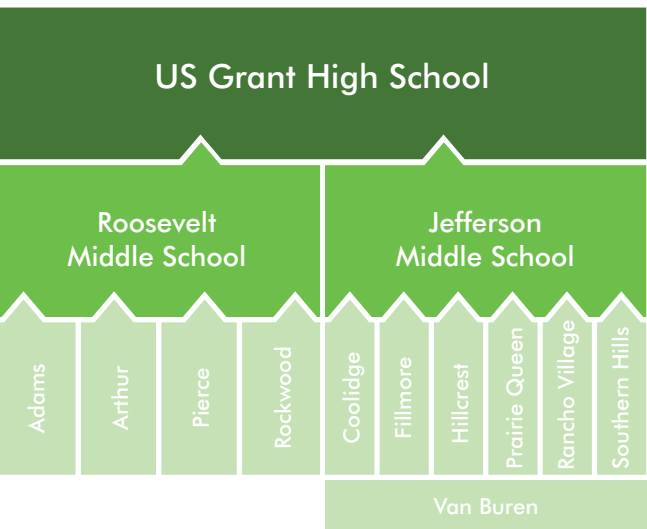 US Grant High School
Roosevelt
Middle School
Jefferson
Middle School
Adams
Arthur
Pierce
Rockwood
Coolidge
Fillmore
Hillcrest
Prairie Queen
Rancho Village
Southern Hills
Van Buren